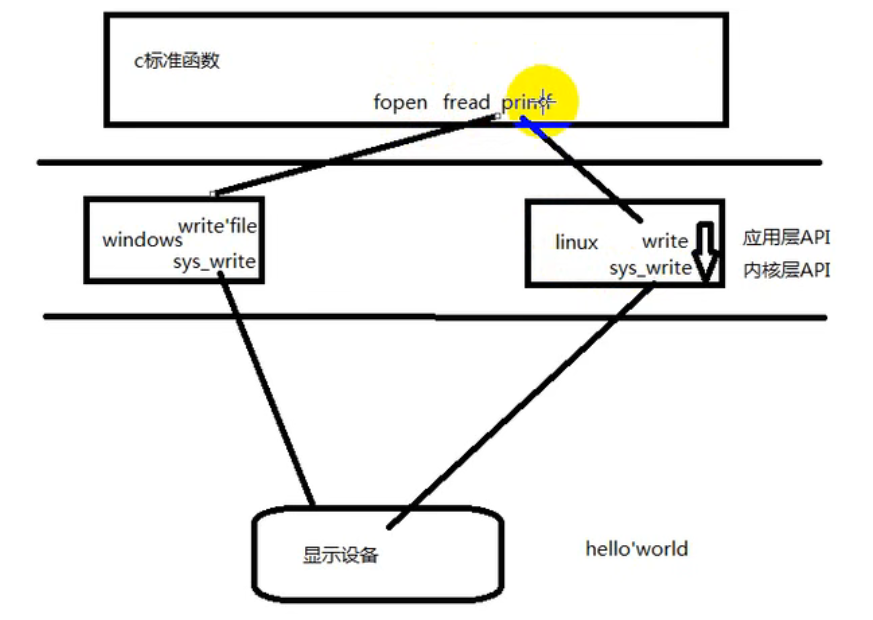 c标准函数
fopen fread printf
write'file
windows
sys_write
linux write
sys_write
应用层API
内核层API
显示设备
hello'world